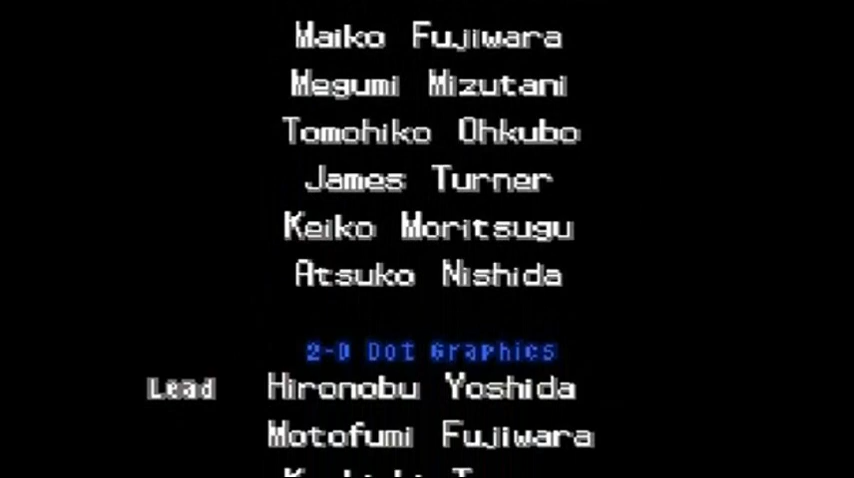 Maiko Fujiwara
Megumi Mizutani
Tomohiko Ohkubo
James Turner
Keiko Moritsugu
Atsuko Nishida
2-D Dot Graphics
Lead Hironobu Yoshida
Motofumi Fujiwara